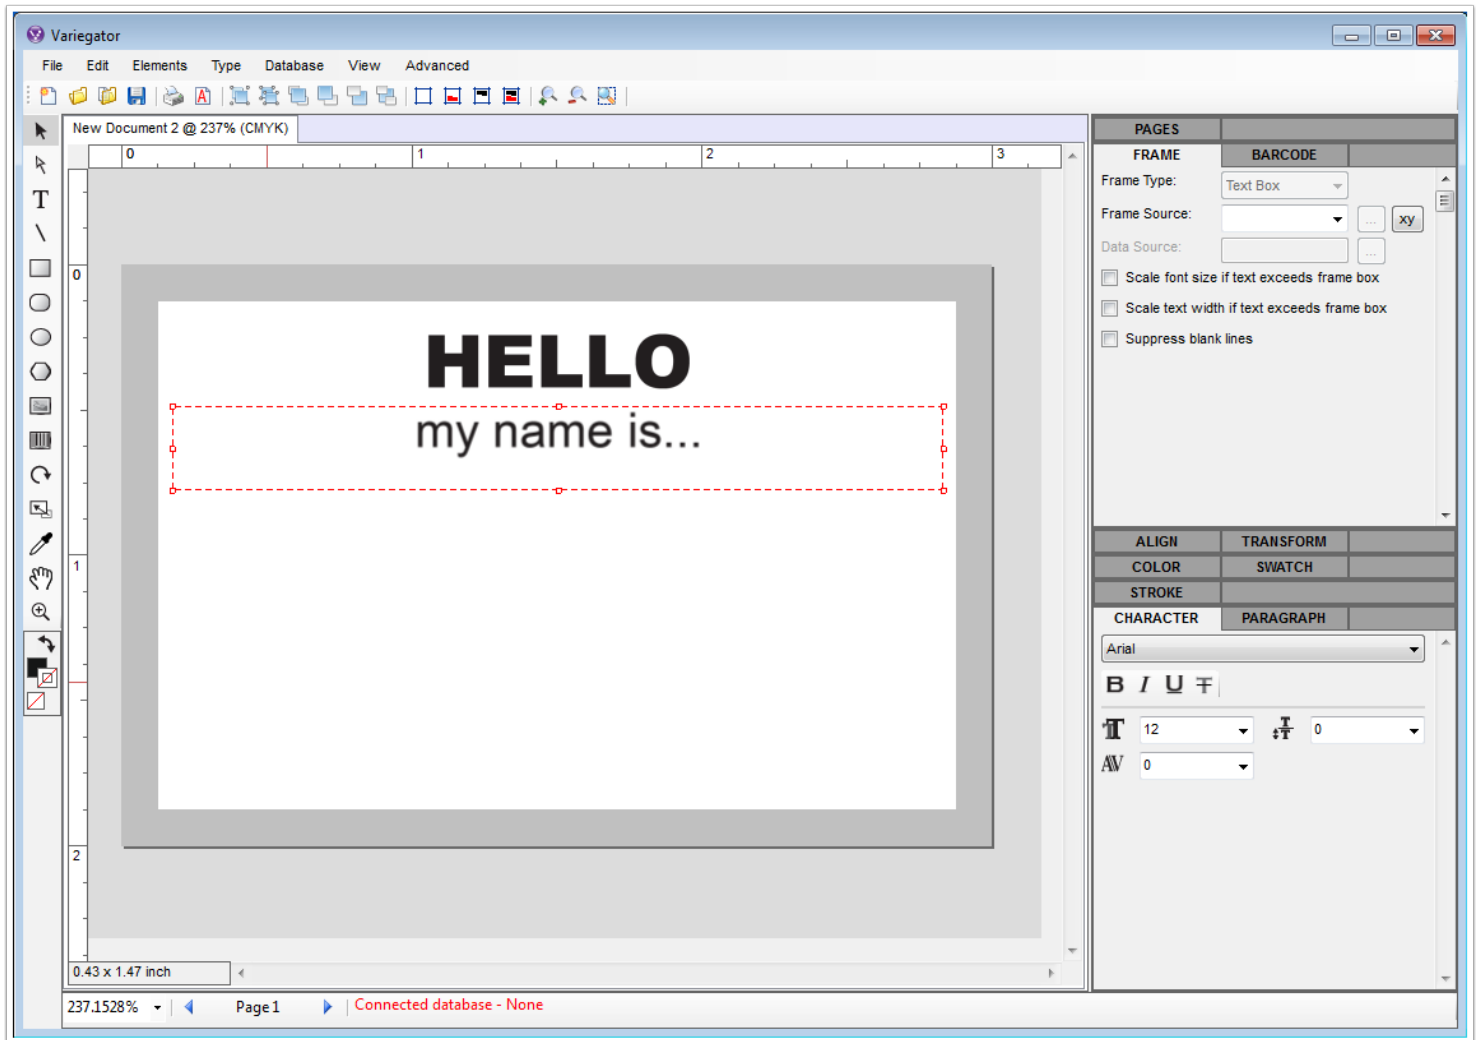 Variegator
File Edit Elements Type Database View Advanced
New Document 2 @ 237% (CMYK)
0 1 2 3
0
1
2
HELLO
my name is...
0.43 x 1.47 inch
237.1528% Page 1 Connected database - None
PAGES
FRAME BARCODE
Frame Type: Text Box
Frame Source: ... xy
Data Source: ...
Scale font size if text exceeds frame box
Scale text width if text exceeds frame box
Suppress blank lines
ALIGN TRANSFORM
COLOR SWATCH
STROKE
CHARACTER PARAGRAPH
Arial
B I U T
12 0
0